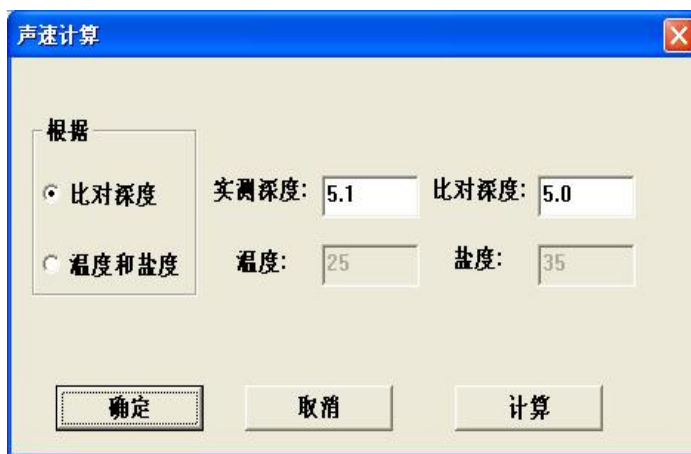 声速计算
根据
比对深度
实测深度: 5.1 比对深度: 5.0
温度和盐度
温度: 25 盐度: 35
确定 取消 计算